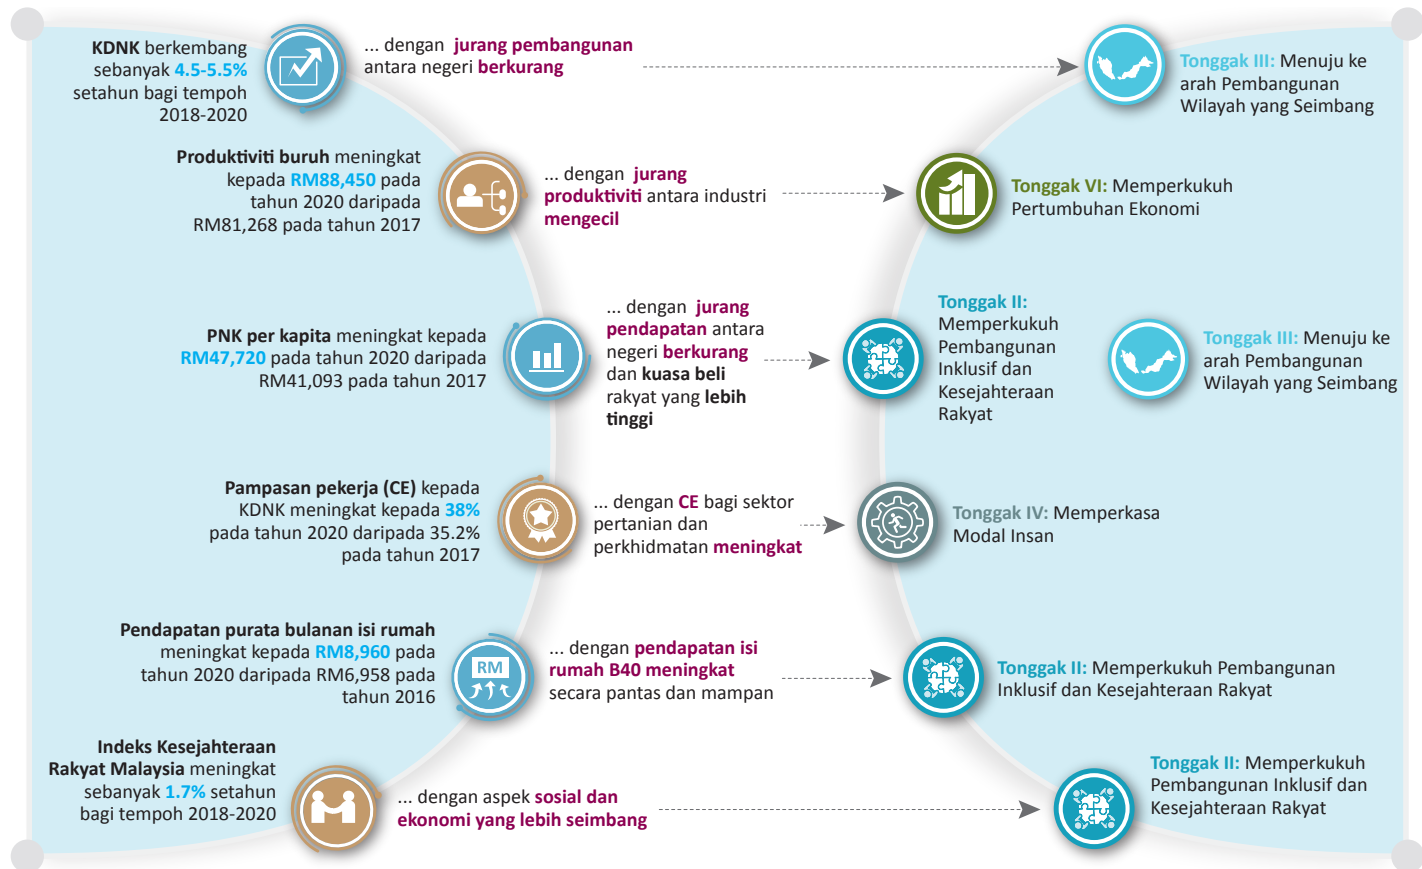 KDNK berkembang
sebanyak 4.5-5.5%
setahun bagi tempoh
2018-2020
... dengan jurang pembangunan
antara negeri berkurang
Tonggak III: Menuju ke
arah Pembangunan
Wilayah yang Seimbang
Produktiviti buruh meningkat
kepada RM88,450 pada
tahun 2020 daripada
RM81,268 pada tahun 2017
... dengan jurang
produktiviti antara industri
mengecil
Tonggak VI: Memperkukuh
Pertumbuhan Ekonomi
PNK per kapita meningkat kepada
RM47,720 pada tahun 2020 daripada
RM41,093 pada tahun 2017
... dengan jurang
pendapatan antara
negeri berkurang
dan kuasa beli
rakyat yang lebih
tinggi
Tonggak II:
Memperkukuh
Pembangunan
Inklusif dan
Kesejahteraan
Rakyat
Tonggak III: Menuju ke
arah Pembangunan
Wilayah yang Seimbang
Pampasan pekerja (CE) kepada
KDNK meningkat kepada 38%
pada tahun 2020 daripada 35.2%
pada tahun 2017
... dengan CE bagi sektor
pertanian dan
perkhidmatan meningkat
Tonggak IV: Memperkasa
Modal Insan
Pendapatan purata bulanan isi rumah
meningkat kepada RM8,960 pada
tahun 2020 daripada RM6,958 pada
tahun 2016
RM
... dengan pendapatan isi
rumah B40 meningkat
secara pantas dan mampan
Tonggak II: Memperkukuh Pembangunan
Inklusif dan Kesejahteraan Rakyat
Indeks Kesejahteraan
Rakyat Malaysia meningkat
sebanyak 1.7% setahun
bagi tempoh 2018-2020
... dengan aspek sosial dan
ekonomi yang lebih seimbang
Tonggak II: Memperkukuh
Pembangunan Inklusif dan
Kesejahteraan Rakyat